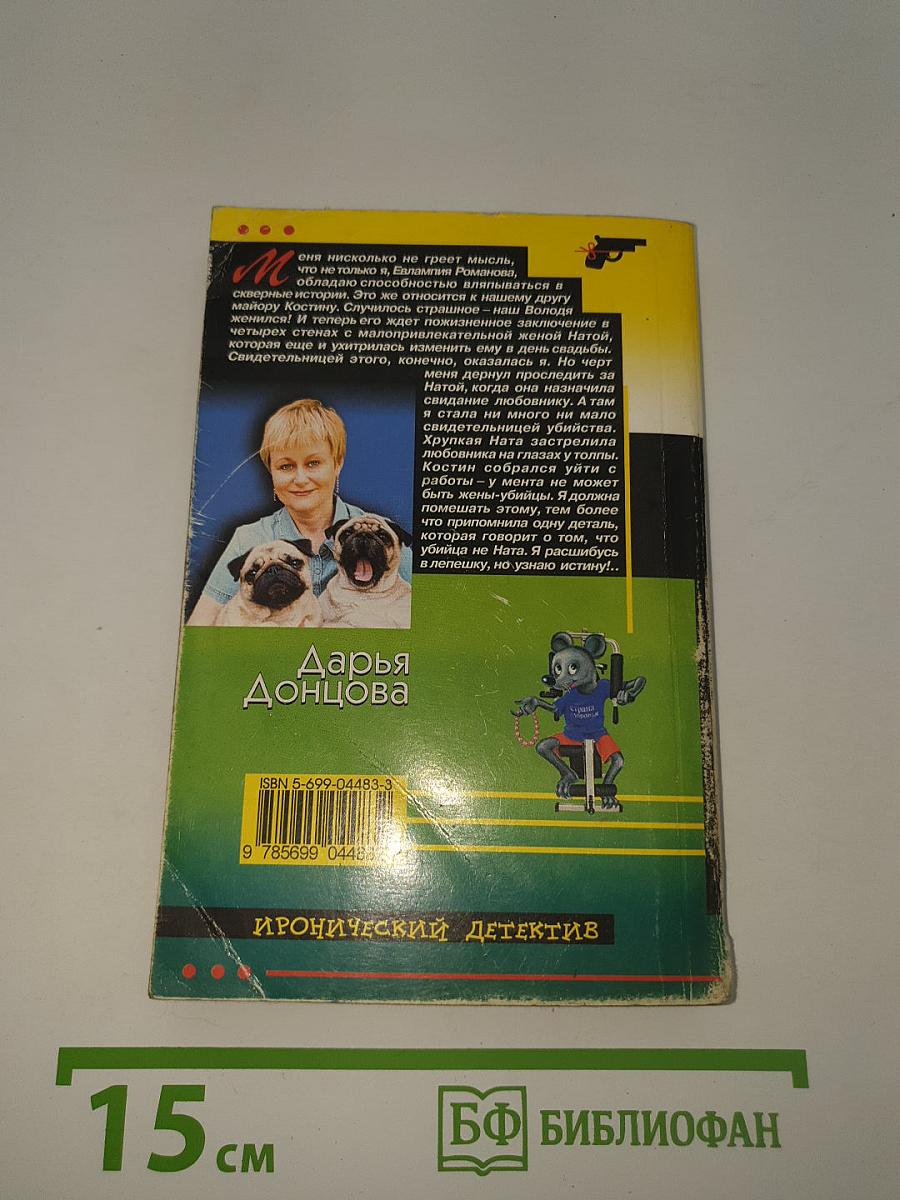 Меня нисколько не греет мысль,
что не только я, Евлампия Романова,
обладаю способностью вляпываться в
скверные истории. Это же относится к нашему другу
майору Костину. Случилось страшное – наш Володя
женился! И теперь его ждет пожизненное заключение в
четырех стенах с малопривлекательной женой Натой,
которая еще и ухитрилась изменить ему в день свадьбы.
Свидетельницей этого, конечно, оказалась я. Но черт
меня дернул проследить за
Натой, когда она назначила
свидание любовнику. А там
я стала ни много ни мало
свидетельницей убийства.
Хрупкая Ната застрелила
любовника на глазах у толпы.
Костин собрался уйти с
работы – у мента не может
быть жены-убийцы. Я должна
помешать этому, тем более
что припомнила одну деталь,
которая говорит о том, что
убийца не Ната. Я расшибусь
в лепешку, но узнаю истину!..
Дарья
Донцова
Страна
ISBN 5-699-04483-3
9 785699
ИРОНИЧЕСКИЙ ДЕТЕКТИВ
15 см
БФ БИБЛИОФАН